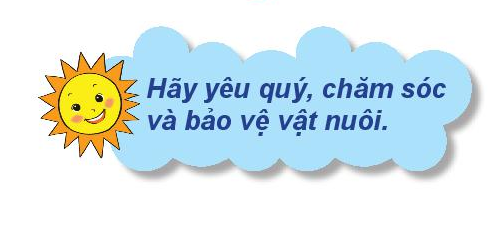 Hãy yêu quý, chăm sóc
và bảo vệ vật nuôi.